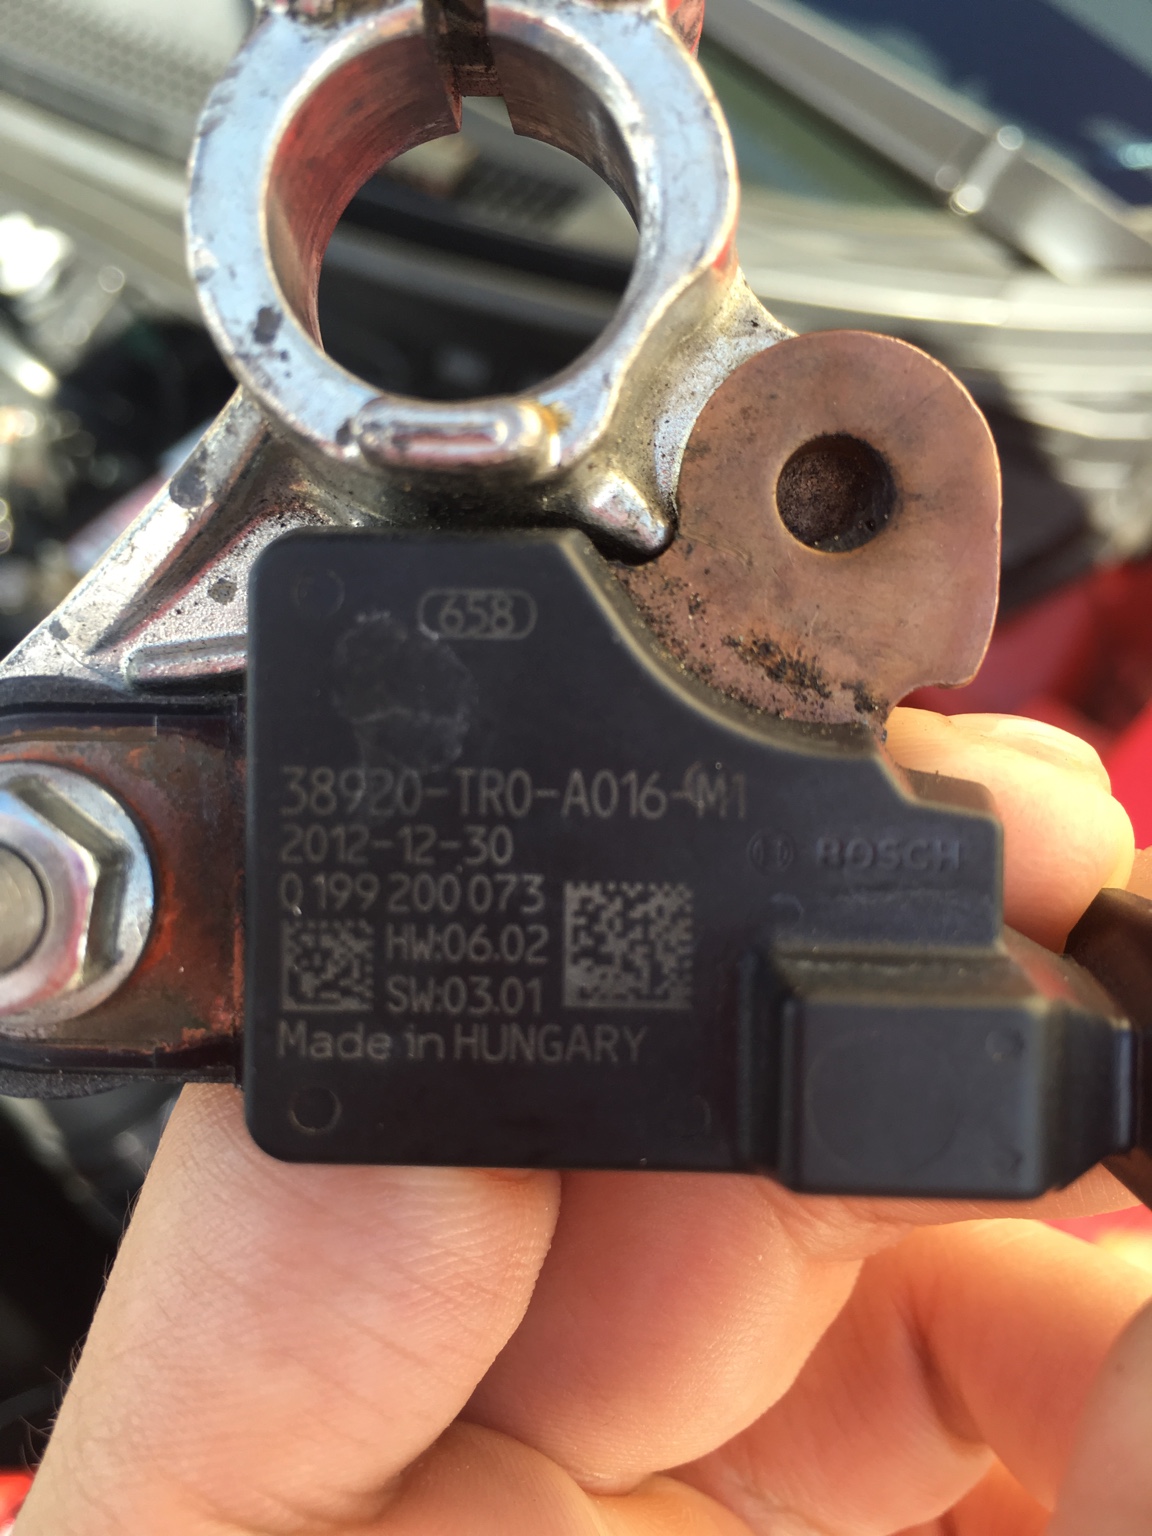 658
38920-TR0-A016-M1
2012-12-30
BOSCH
0 199 200 073
HW:06.02
SW:03.01
Made in HUNGARY